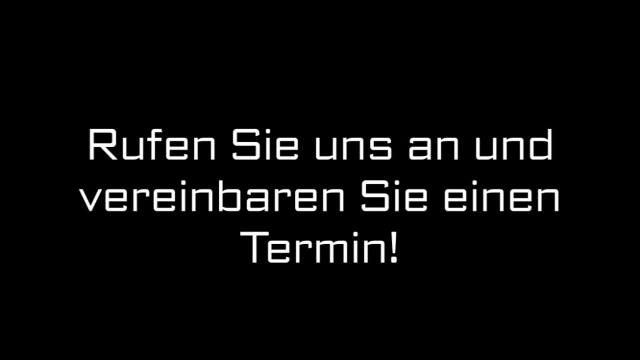 Rufen Sie uns an und
vereinbaren Sie einen
Termin!